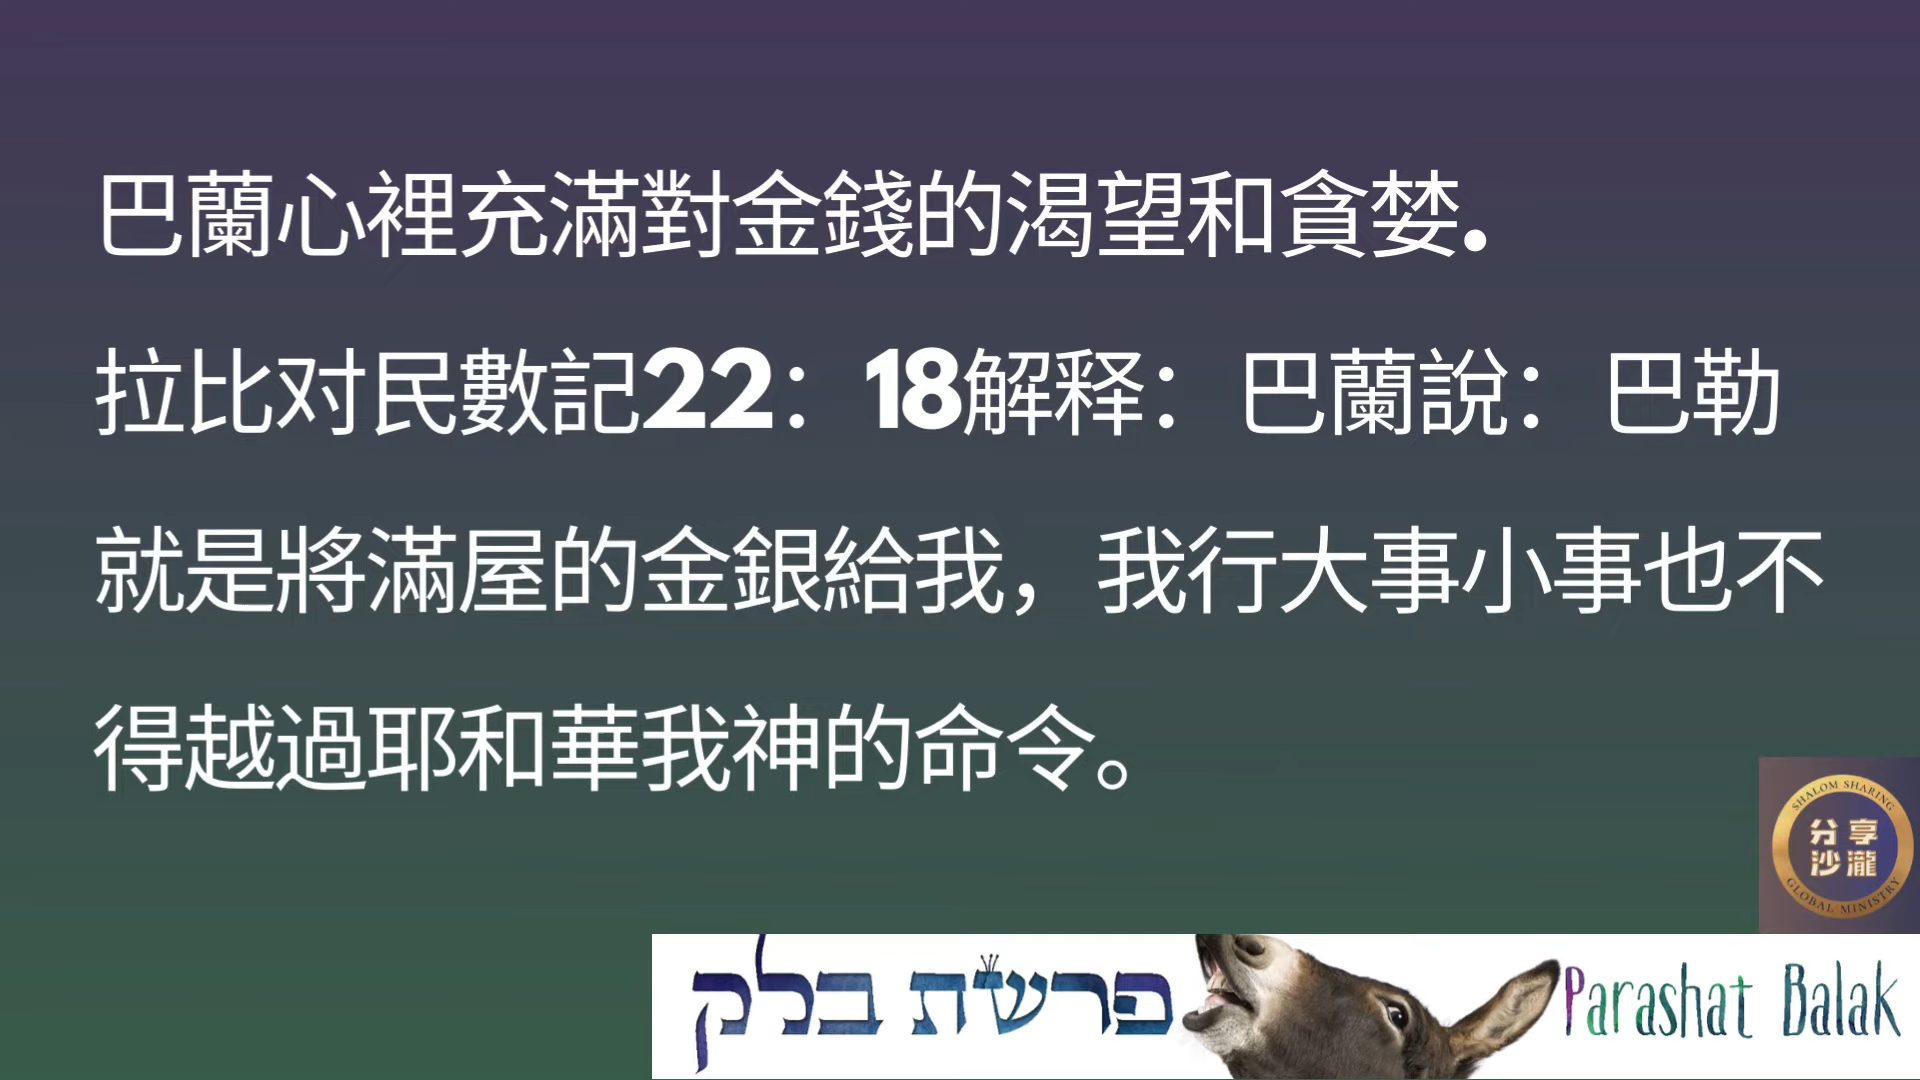 巴蘭心裡充滿對金錢的渴望和貪婪.
拉比对民數記22：18解释：巴蘭說：巴勒
就是將滿屋的金銀給我，我行大事小事也不
得越過耶和華我神的命令。
SHALOM SHARING
分享
沙瀧
GLOBAL MINISTRY
פרשת בלק
Parashat Balak